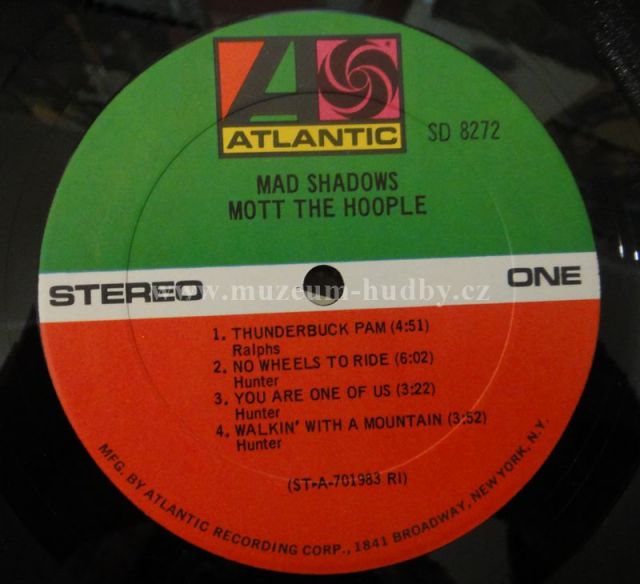 ATLANTIC
SD 8272
MAD SHADOWS
MOTT THE HOOPLE
STEREO
ONE
www.muzeum-hudby.cz
1. THUNDERBUCK PAM (4:51)
Ralphs
2. NO WHEELS TO RIDE (6:02)
Hunter
3. YOU ARE ONE OF US (3:22)
Hunter
4. WALKIN' WITH A MOUNTAIN (3:52)
Hunter
(ST-A-701983 RI)
MFG. BY ATLANTIC RECORDING CORP., 1841 BROADWAY, NEW YORK, N.Y.